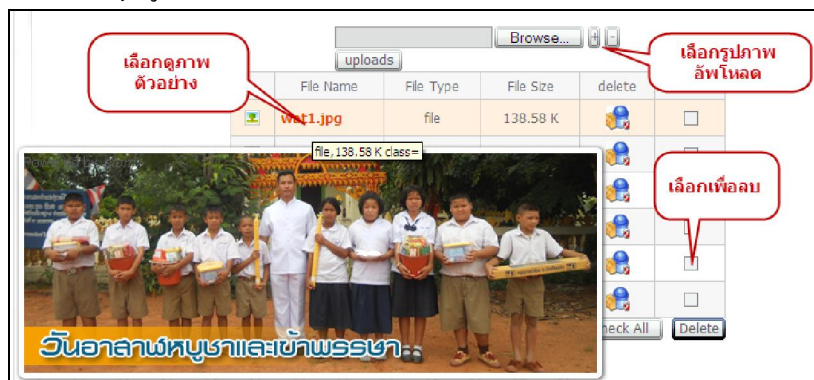 Browse...
+
-
uploads
เลือกดูภาพ
ตัวอย่าง
เลือกรูปภาพ
อัพโหลด
File Name
File Type
File Size
delete
wat1.jpg
file
138.58 K
file,138.58 K class=
เลือกเพื่อลบ
วันอาสาฬหบูชาและเข้าพรรษา
heck All
Delete